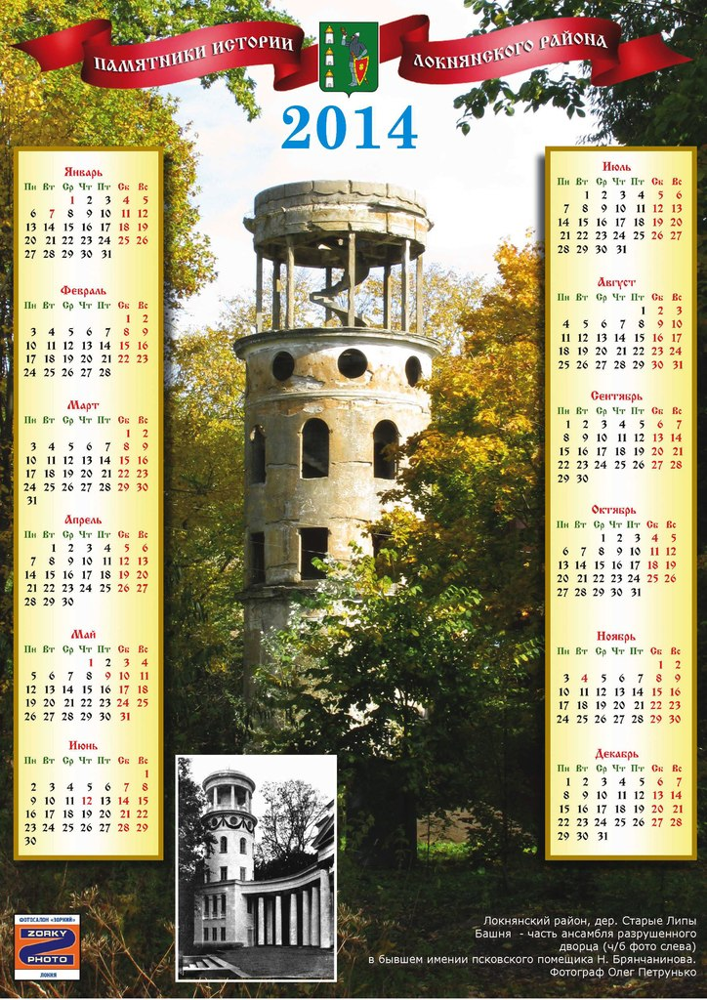 ПАМЯТНИКИ ИСТОРИИ
ЛОКНЯНСКОГО РАЙОНА
2014
Январь
Пн Вт Ср Чт Пт Сб Вс
1 2 3 4 5
6 7 8 9 10 11 12
13 14 15 16 17 18 19
20 21 22 23 24 25 26
27 28 29 30 31
Февраль
Пн Вт Ср Чт Пт Сб Вс
1 2
3 4 5 6 7 8 9
10 11 12 13 14 15 16
17 18 19 20 21 22 23
24 25 26 27 28
Март
Пн Вт Ср Чт Пт Сб Вс
1 2
3 4 5 6 7 8 9
10 11 12 13 14 15 16
17 18 19 20 21 22 23
24 25 26 27 28 29 30
31
Апрель
Пн Вт Ср Чт Пт Сб Вс
1 2 3 4 5 6
7 8 9 10 11 12 13
14 15 16 17 18 19 20
21 22 23 24 25 26 27
28 29 30
Май
Пн Вт Ср Чт Пт Сб Вс
1 2 3 4
5 6 7 8 9 10 11
12 13 14 15 16 17 18
19 20 21 22 23 24 25
26 27 28 29 30 31
Июнь
Пн Вт Ср Чт Пт Сб Вс
1
2 3 4 5 6 7 8
9 10 11 12 13 14 15
16 17 18 19 20 21 22
23 24 25 26 27 28 29
30
Июль
Пн Вт Ср Чт Пт Сб Вс
1 2 3 4 5 6
7 8 9 10 11 12 13
14 15 16 17 18 19 20
21 22 23 24 25 26 27
28 29 30 31
Август
Пн Вт Ср Чт Пт Сб Вс
1 2 3
4 5 6 7 8 9 10
11 12 13 14 15 16 17
18 19 20 21 22 23 24
25 26 27 28 29 30 31
Сентябрь
Пн Вт Ср Чт Пт Сб Вс
1 2 3 4 5 6 7
8 9 10 11 12 13 14
15 16 17 18 19 20 21
22 23 24 25 26 27 28
29 30
Октябрь
Пн Вт Ср Чт Пт Сб Вс
1 2 3 4 5
6 7 8 9 10 11 12
13 14 15 16 17 18 19
20 21 22 23 24 25 26
27 28 29 30 31
Ноябрь
Пн Вт Ср Чт Пт Сб Вс
1 2
3 4 5 6 7 8 9
10 11 12 13 14 15 16
17 18 19 20 21 22 23
24 25 26 27 28 29 30
Декабрь
Пн Вт Ср Чт Пт Сб Вс
1 2 3 4 5 6 7
8 9 10 11 12 13 14
15 16 17 18 19 20 21
22 23 24 25 26 27 28
29 30 31
ФОТОСАЛОН «ЗОРКИЙ»
ZORKY
PHOTO
ЛОКНЯ
Локнянский район, дер. Старые Липы
Башня - часть ансамбля разрушенного
дворца (ч/б фото слева)
в бывшем имении псковского помещика Н. Брянчанинова.
Фотограф Олег Петрунько